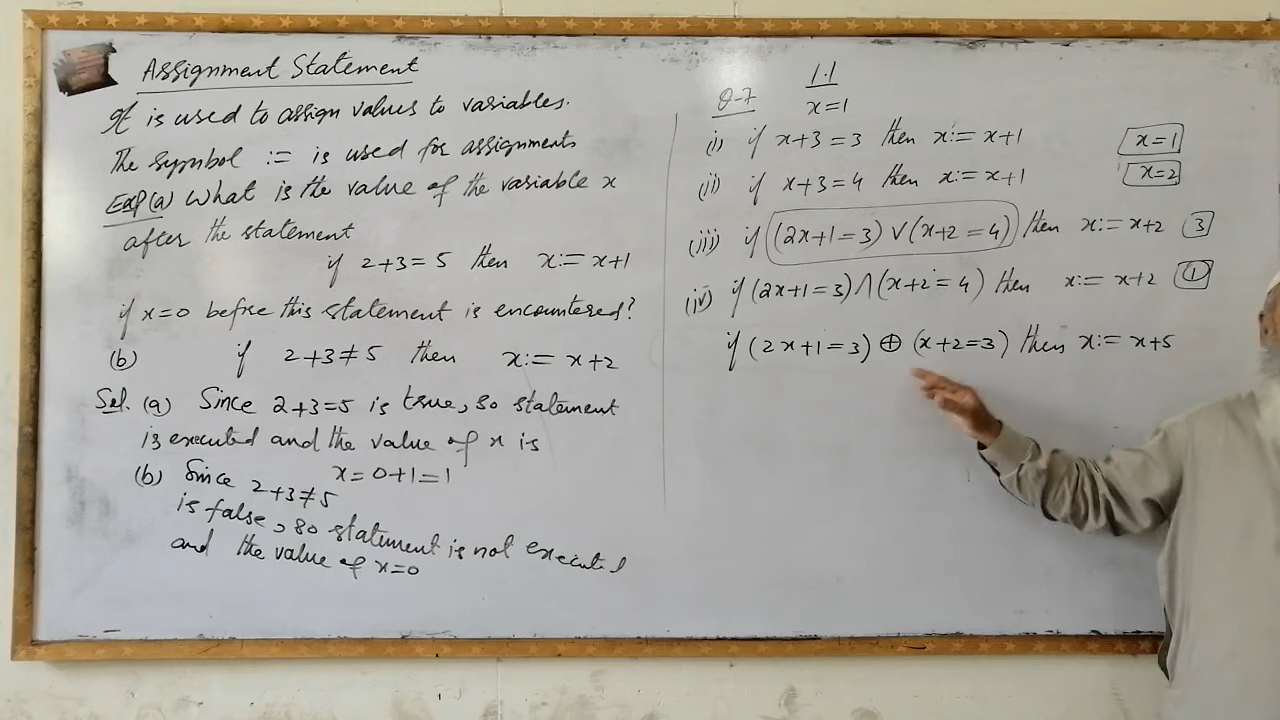 Assignment Statement
It is used to assign values to variables.
The symbol := is used for assignments
Exp(a) What is the value of the variable x
after the statement
if 2+3=5 then x:= x+1
if x=0 before this statement is encountered?
(b) if 2+3≠5 then x:= x+2
Sol. (a) Since 2+3=5 is true, so statement
is executed and the value of x is
x=0+1=1
(b) Since 2+3≠5
is false, so statement is not executed
and the value of x=0
1.1
Q-7 x=1
(i) if x+3=3 then x:= x+1 x=1
(ii) if x+3=4 then x:= x+1 x=2
(iii) if (2x+1=3) ∨ (x+2=4) then x:= x+2 3
(iv) if (2x+1=3) ∧ (x+2=4) then x:= x+2 1
if (2x+1=3) ⊕ (x+2=3) then x:= x+5